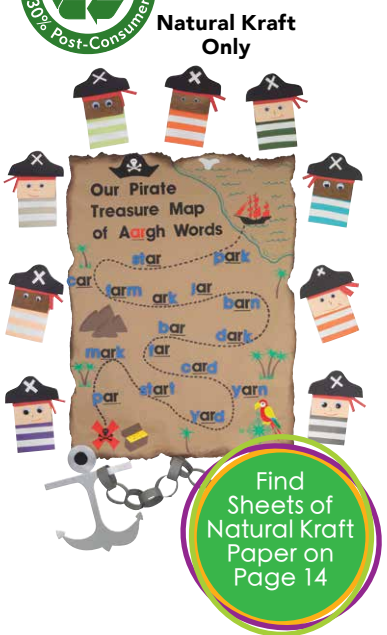 30% Post-Consumer
Natural Kraft
Only
Our Pirate
Treasure Map
of Aargh Words
star
park
car
farm
ark
jar
barn
bar
dark
mark
far
card
par
start
yarn
yard
Find
Sheets of
Natural Kraft
Paper on
Page 14